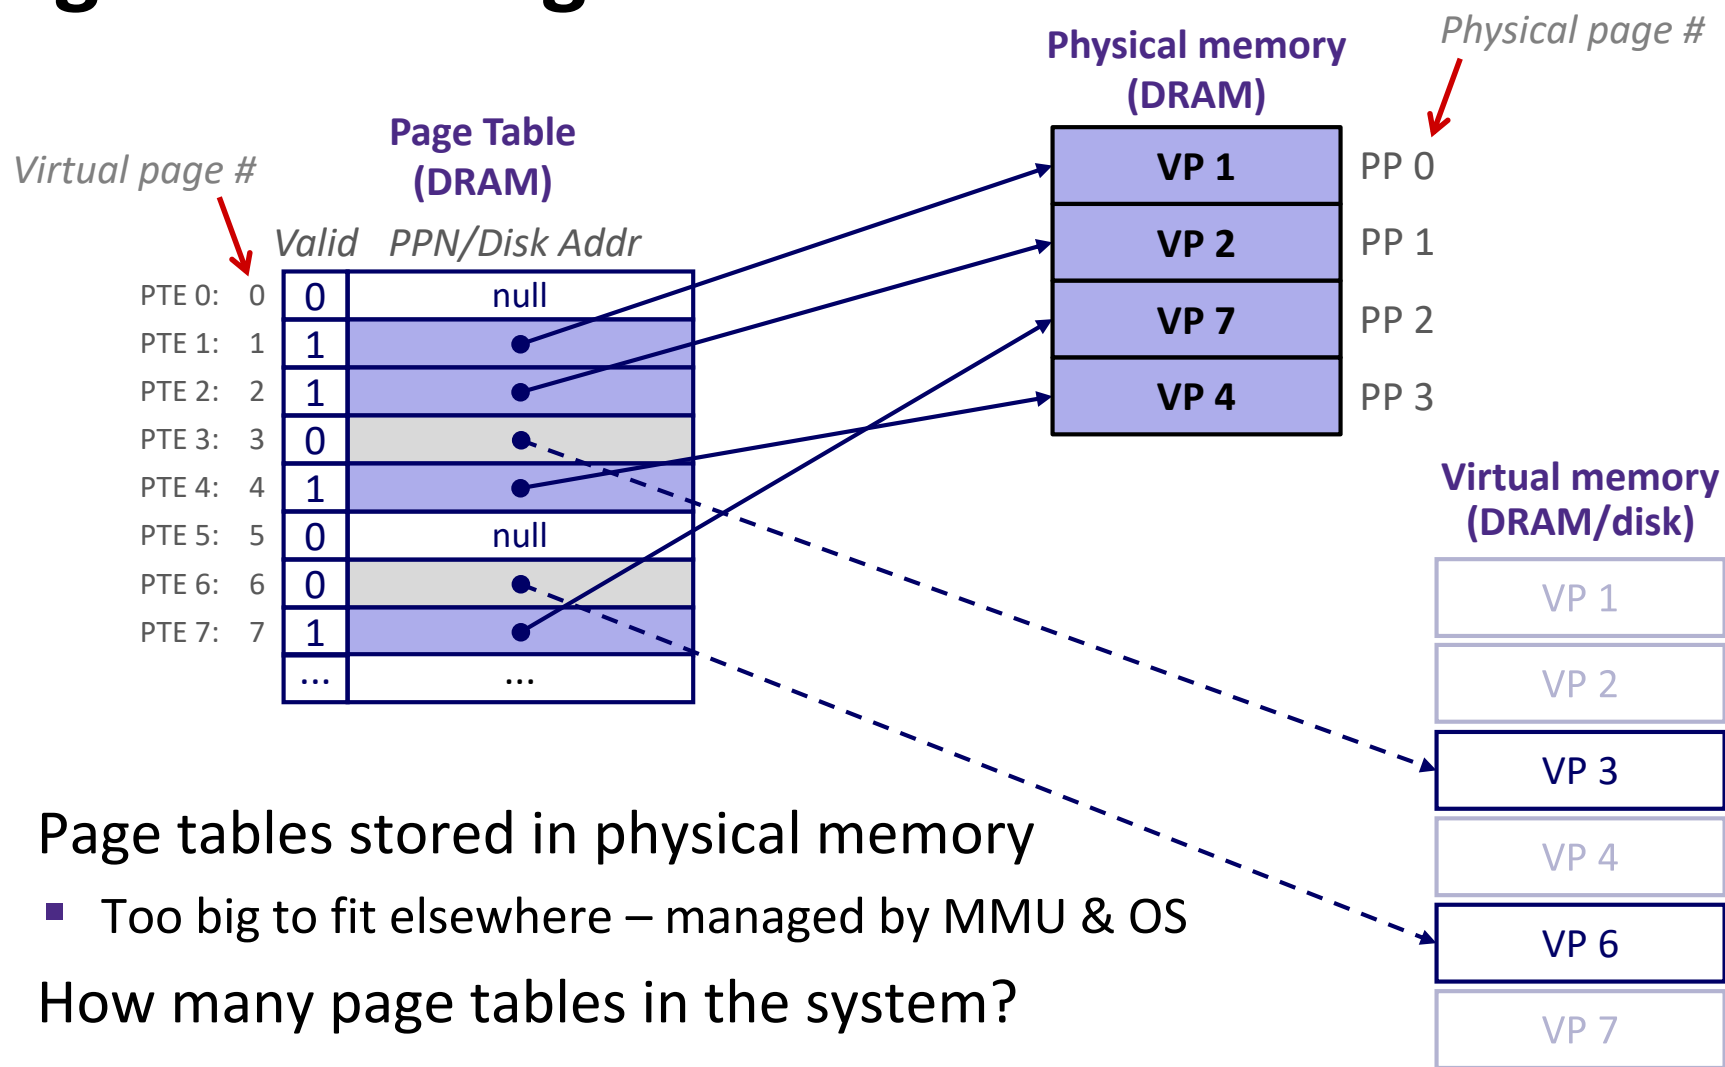 Physical page #
Physical memory
(DRAM)
Page Table
(DRAM)
Virtual page #
Valid PPN/Disk Addr
PTE 0: 0 0 null
PTE 1: 1 1
PTE 2: 2 1
PTE 3: 3 0
PTE 4: 4 1
PTE 5: 5 0 null
PTE 6: 6 0
PTE 7: 7 1
... ...
VP 1 PP 0
VP 2 PP 1
VP 7 PP 2
VP 4 PP 3
Virtual memory
(DRAM/disk)
VP 1
VP 2
VP 3
VP 4
VP 6
VP 7
Page tables stored in physical memory
▪ Too big to fit elsewhere – managed by MMU & OS
How many page tables in the system?